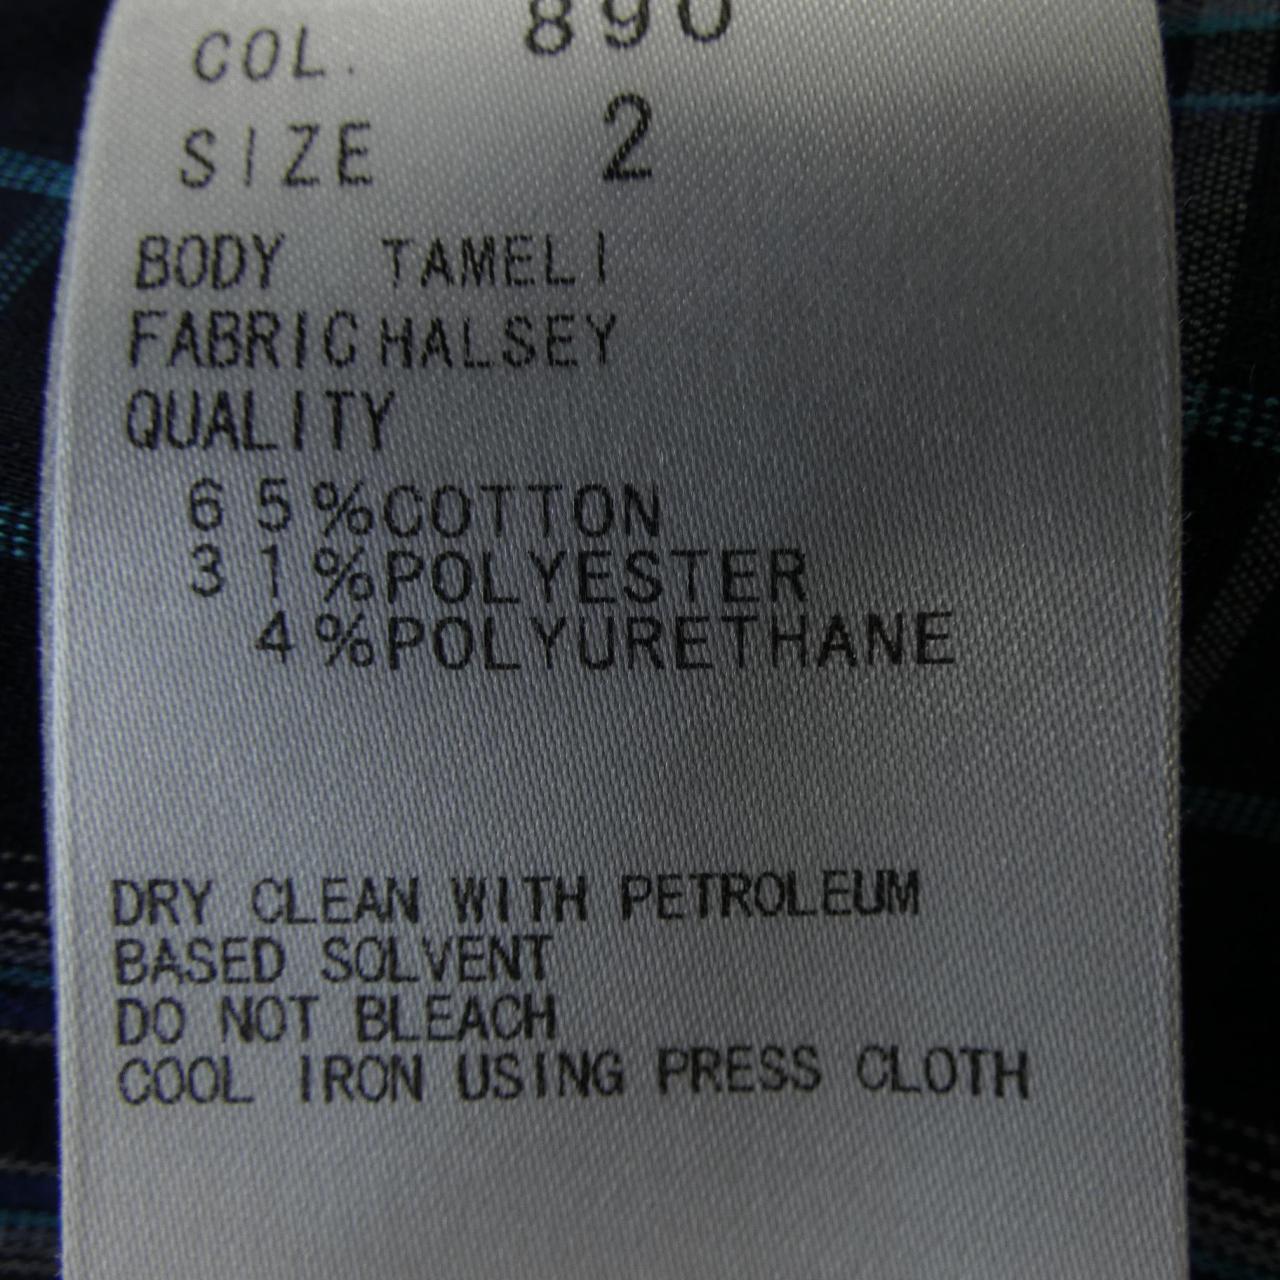 COL. 890
SIZE 2
BODY TAMELI
FABRIC HALSEY
QUALITY
65%COTTON
31%POLYESTER
4%POLYURETHANE
DRY CLEAN WITH PETROLEUM
BASED SOLVENT
DO NOT BLEACH
COOL IRON USING PRESS CLOTH